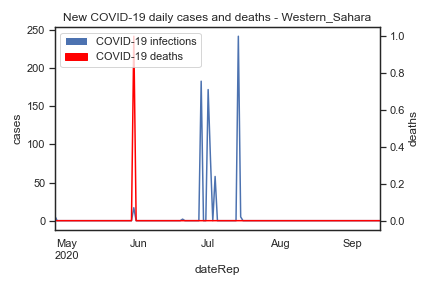 New COVID-19 daily cases and deaths - Western_Sahara
COVID-19 infections
COVID-19 deaths
250
200
150
100
50
0
cases
1.0
0.8
0.6
0.4
0.2
0.0
deaths
May
2020
Jun
Jul
Aug
Sep
dateRep